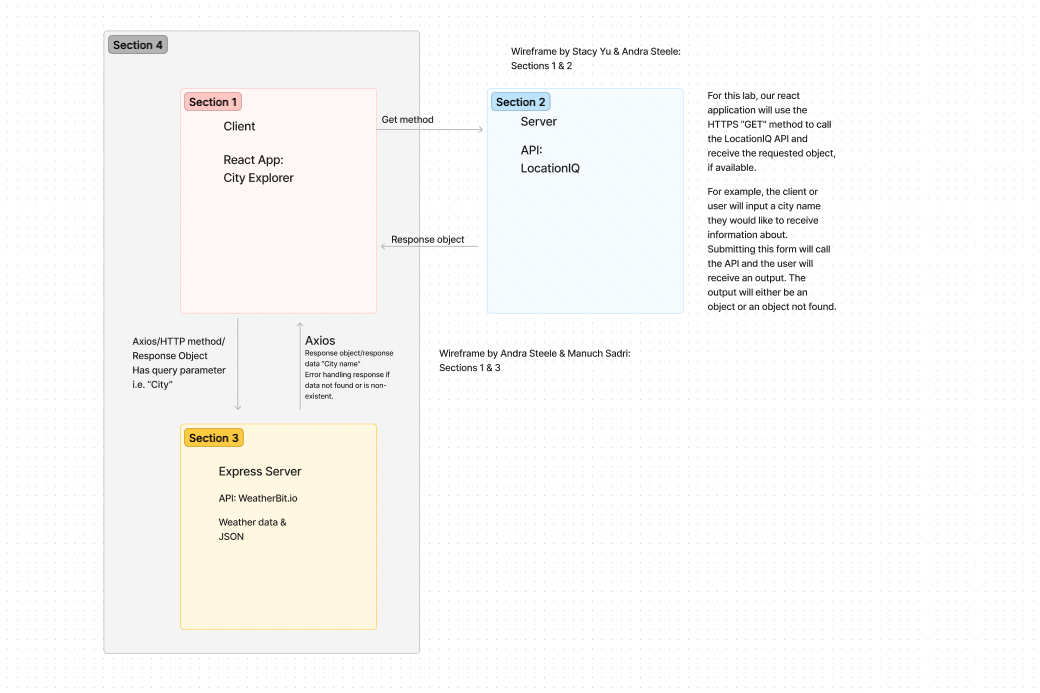 Section 4
Wireframe by Stacy Yu & Andra Steele:
Sections 1 & 2
Section 1
Client
React App:
City Explorer
Get method
Response object
Section 2
Server
API:
LocationIQ
For this lab, our react
application will use the
HTTPS "GET" method to call
the LocationIQ API and
receive the requested object,
if available.
For example, the client or
user will input a city name
they would like to receive
information about.
Submitting this form will call
the API and the user will
receive an output. The
output will either be an
object or an object not found.
Axios/HTTP method/
Response Object
Has query parameter
i.e. "City"
Axios
Response object/response
data "City name"
Error handling response if
data not found or is non-
existent.
Wireframe by Andra Steele & Manuch Sadri:
Sections 1 & 3
Section 3
Express Server
API: WeatherBit.io
Weather data &
JSON